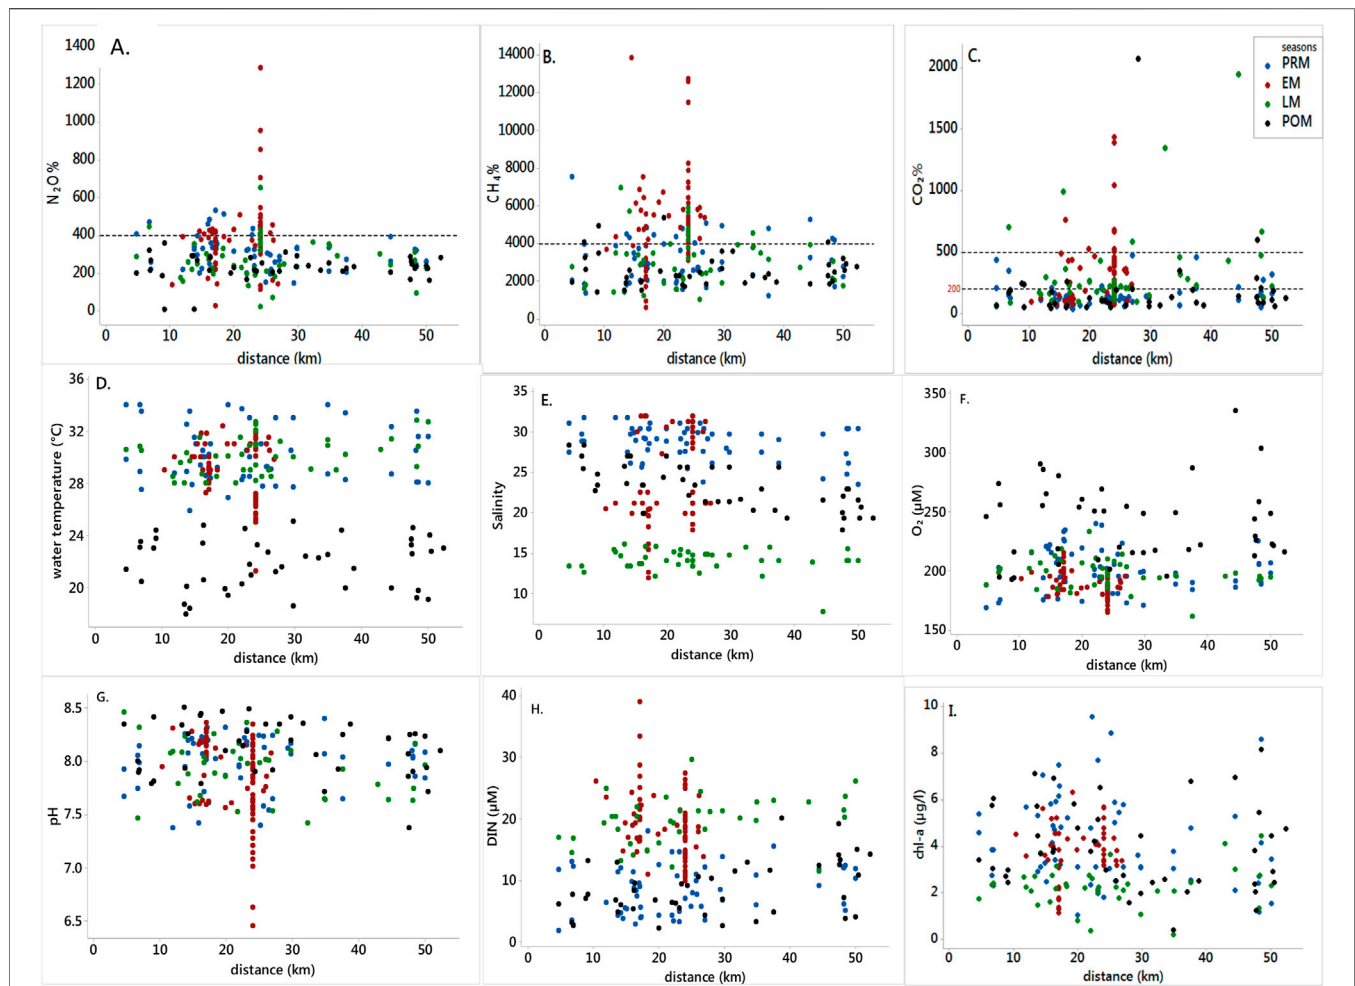 A.
1400
1200
1000
800
600
400
200
0
N₂O%
0 10 20 30 40 50
distance (km)
B.
14000
12000
10000
8000
6000
4000
2000
0
CH₄%
0 10 20 30 40 50
distance (km)
C.
2000
1500
1000
500
200
0
CO₂%
0 10 20 30 40 50
distance (km)
seasons
PRM
EM
LM
POM
D.
36
32
28
24
20
water temperature (°C)
0 10 20 30 40 50
distance (km)
E.
35
30
25
20
15
10
Salinity
0 10 20 30 40 50
distance (km)
F.
350
300
250
200
150
O₂ (µM)
0 10 20 30 40 50
distance (km)
G.
8.5
8.0
7.5
7.0
6.5
pH
0 10 20 30 40 50
distance (km)
H.
40
30
20
10
0
DIN (µM)
0 10 20 30 40 50
distance (km)
I.
10
8
6
4
2
0
chl-a (µg/l)
0 10 20 30 40 50
distance (km)